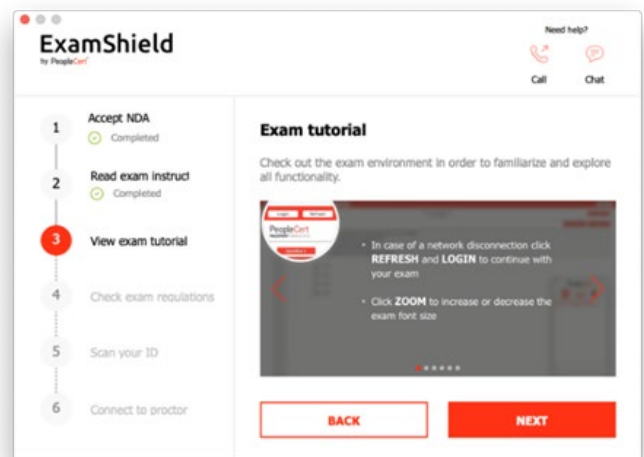 ExamShield
by PeopleCert
Need help?
Call
Chat
1
Accept NDA
Completed
2
Read exam instruct
Completed
3
View exam tutorial
4
Check exam regulations
5
Scan your ID
6
Connect to proctor
Exam tutorial
Check out the exam environment in order to familiarize and explore
all functionality.
Login
Refresh
PeopleCert
• In case of a network disconnection click
REFRESH and LOGIN to continue with
your exam
• Click ZOOM to increase or decrease the
exam font size
BACK
NEXT